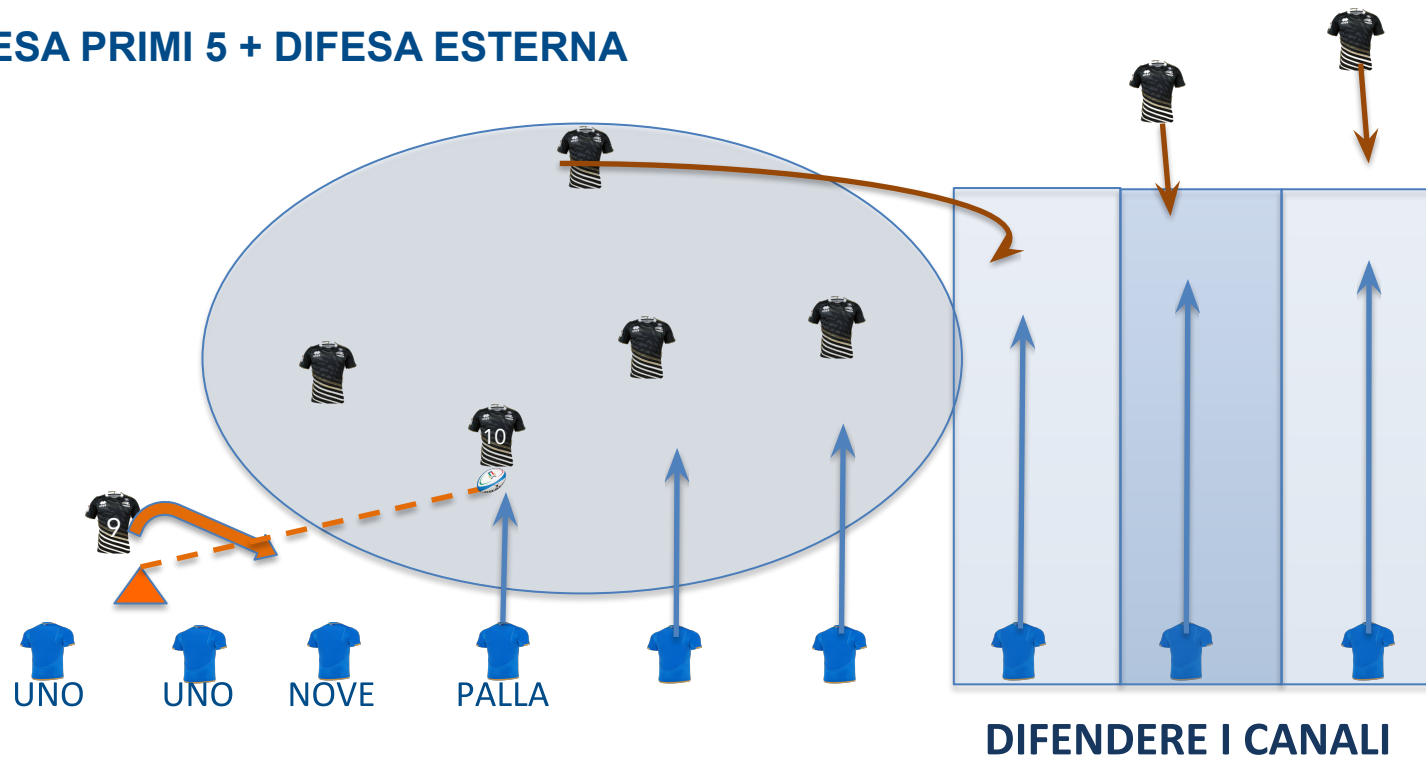 ESA PRIMI 5 + DIFESA ESTERNA
10
9
UNO UNO NOVE PALLA
DIFENDERE I CANALI